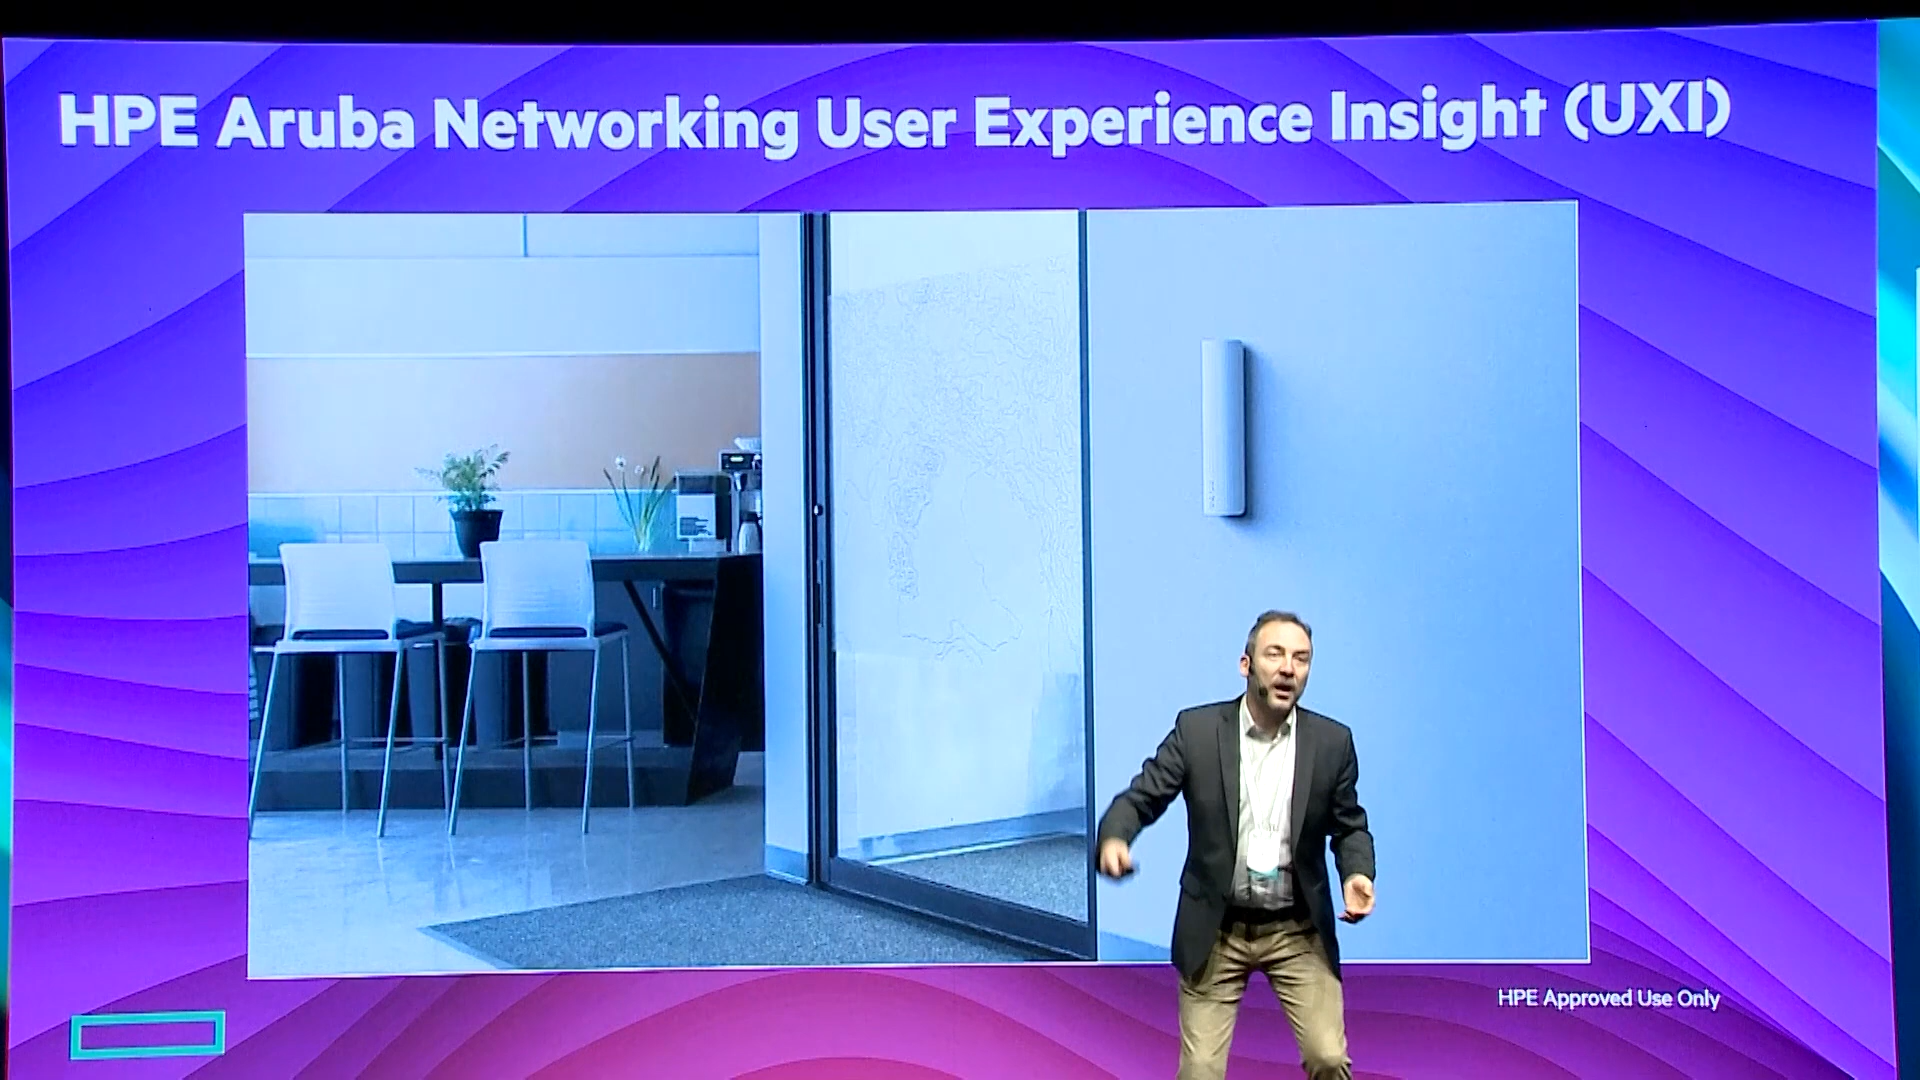 HPE Aruba Networking User Experience Insight (UXI)
HPE Approved Use Only